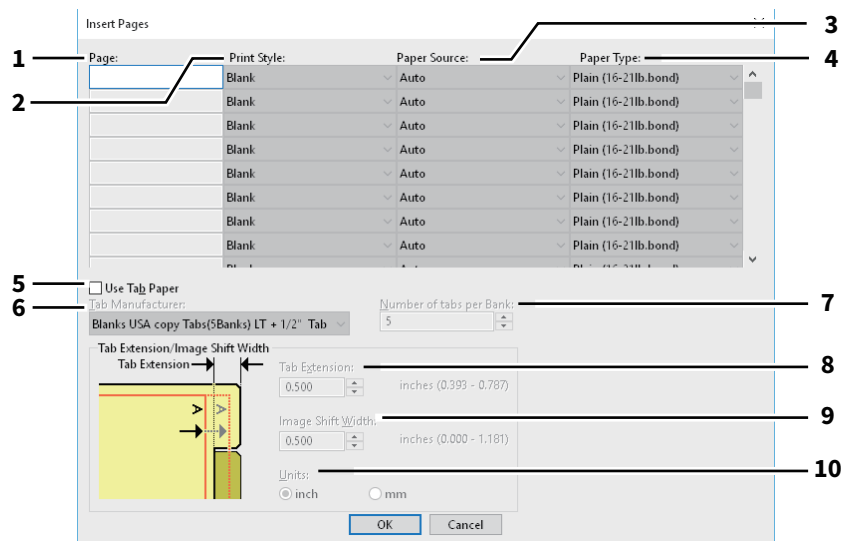 Insert Pages
3
1
Page:
Print Style:
Paper Source:
Paper Type:
4
2
Blank
Auto
Plain {16-21lb.bond}
Blank
Auto
Plain {16-21lb.bond}
Blank
Auto
Plain {16-21lb.bond}
Blank
Auto
Plain {16-21lb.bond}
Blank
Auto
Plain {16-21lb.bond}
Blank
Auto
Plain {16-21lb.bond}
Blank
Auto
Plain {16-21lb.bond}
Blank
Auto
Plain {16-21lb.bond}
5
Use Tab Paper
6
Tab Manufacturer:
Number of tabs per Bank:
7
Blanks USA copy Tabs{5Banks} LT + 1/2" Tab
5
Tab Extension/Image Shift Width
Tab Extension
Tab Extension:
8
0.500
inches (0.393 - 0.787)
A
A
Image Shift Width:
9
0.500
inches (0.000 - 1.181)
Units:
10
inch
mm
OK
Cancel